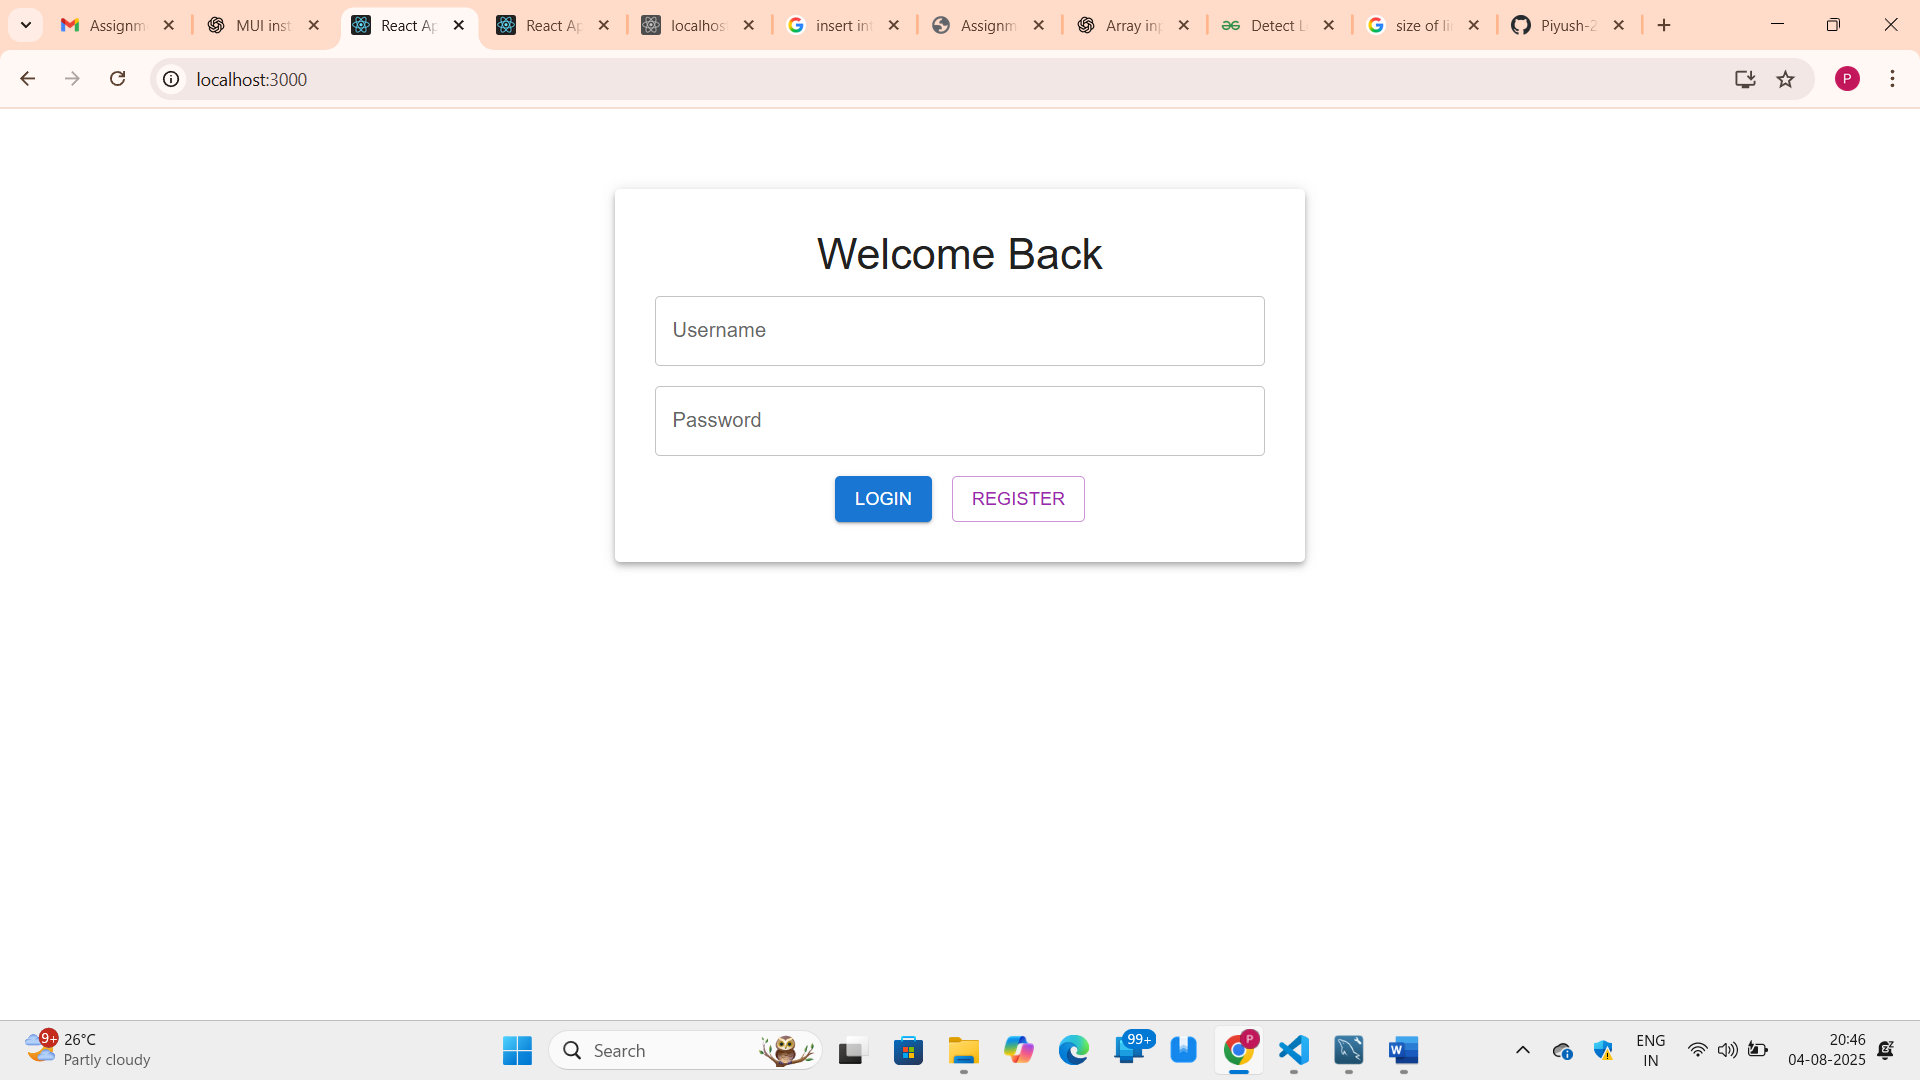 Assignm
MUI inst
React Ap
React Ap
localhos
insert int
Assignm
Array inp
Detect L
size of li
Piyush-2
localhost:3000
P
Welcome Back
Username
Password
LOGIN
REGISTER
9+
26°C
Partly cloudy
Search
99+
P
W
ENG
IN
20:46
04-08-2025